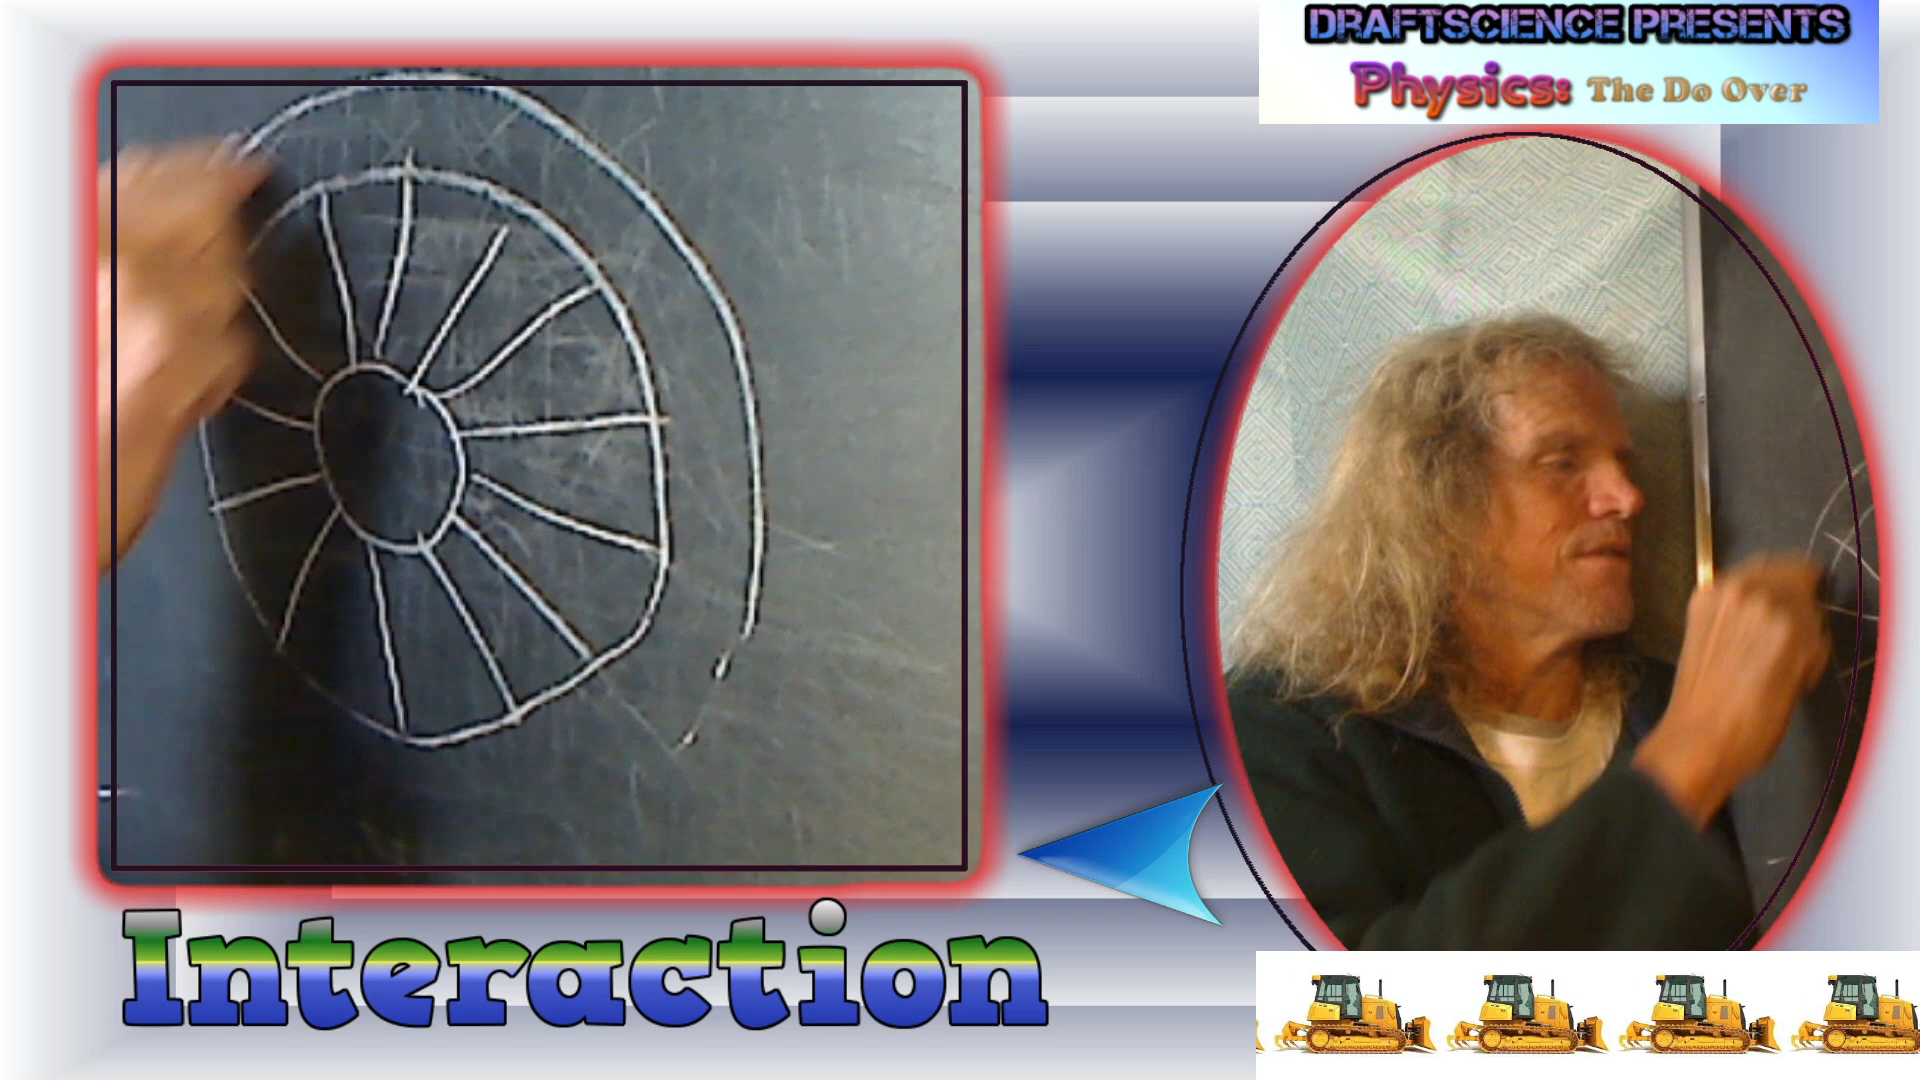 DRAFTSCIENCE PRESENTS
Physics: The Do Over
Interaction